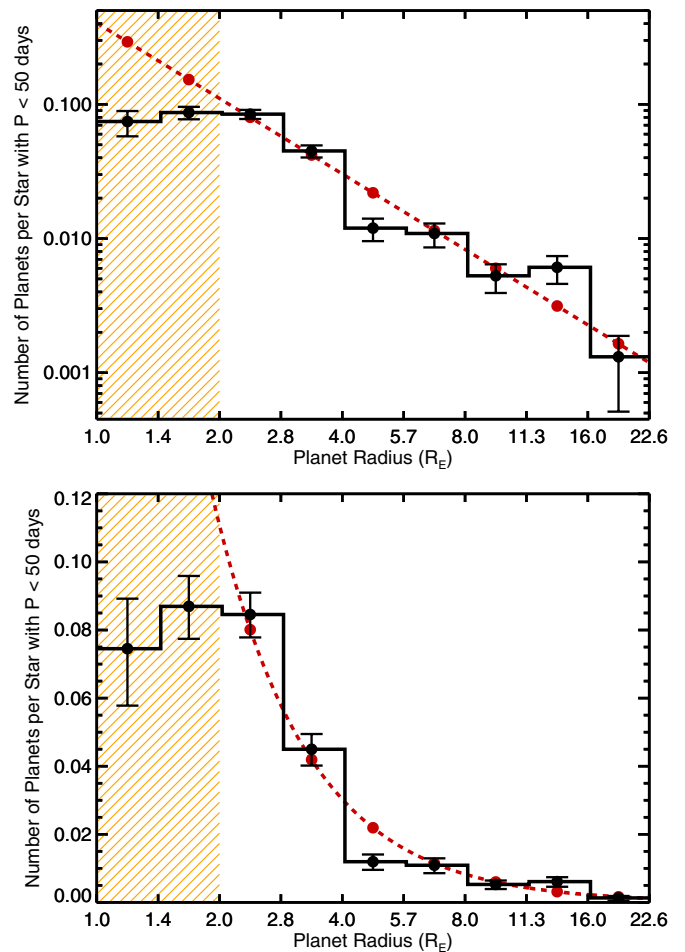 Number of Planets per Star with P < 50 days
0.100
0.010
0.001
1.0 1.4 2.0 2.8 4.0 5.7 8.0 11.3 16.0 22.6
Planet Radius (R_E)
Number of Planets per Star with P < 50 days
0.12
0.10
0.08
0.06
0.04
0.02
0.00
1.0 1.4 2.0 2.8 4.0 5.7 8.0 11.3 16.0 22.6
Planet Radius (R_E)